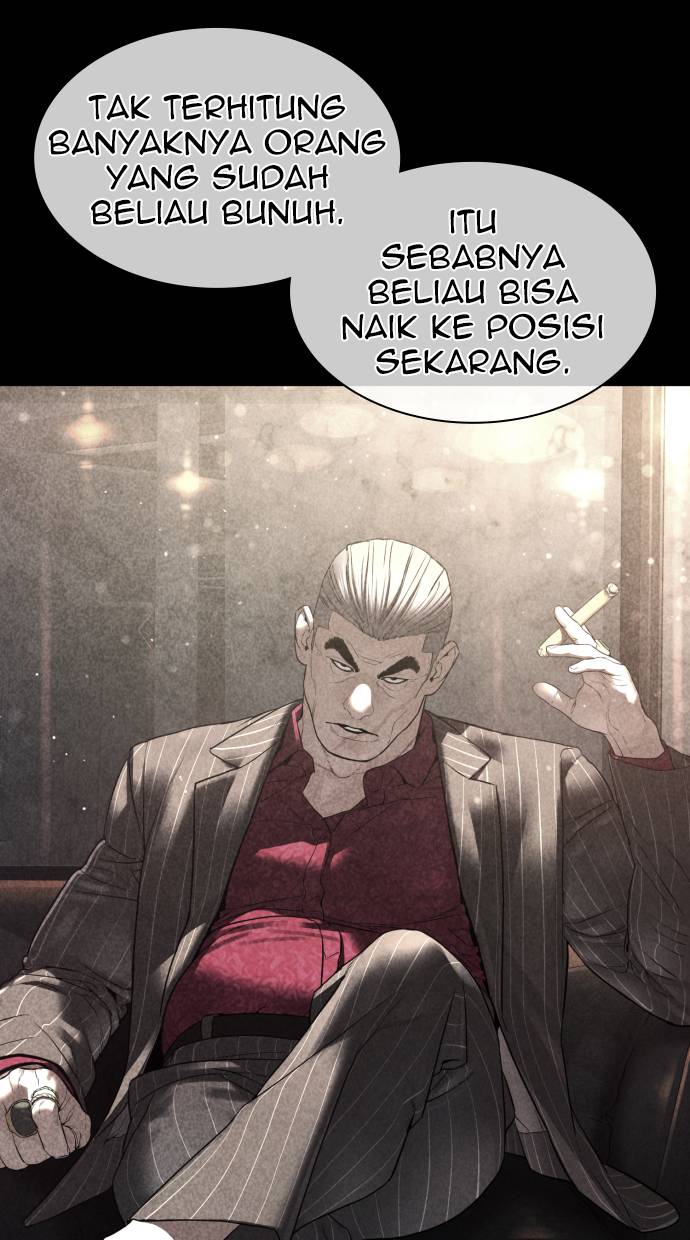 TAK TERHITUNG
BANYAKNYA ORANG
YANG SUDAH
BELIAU BUNUH.
ITU
SEBABNYA
BELIAU BISA
NAIK KE POSISI
SEKARANG.